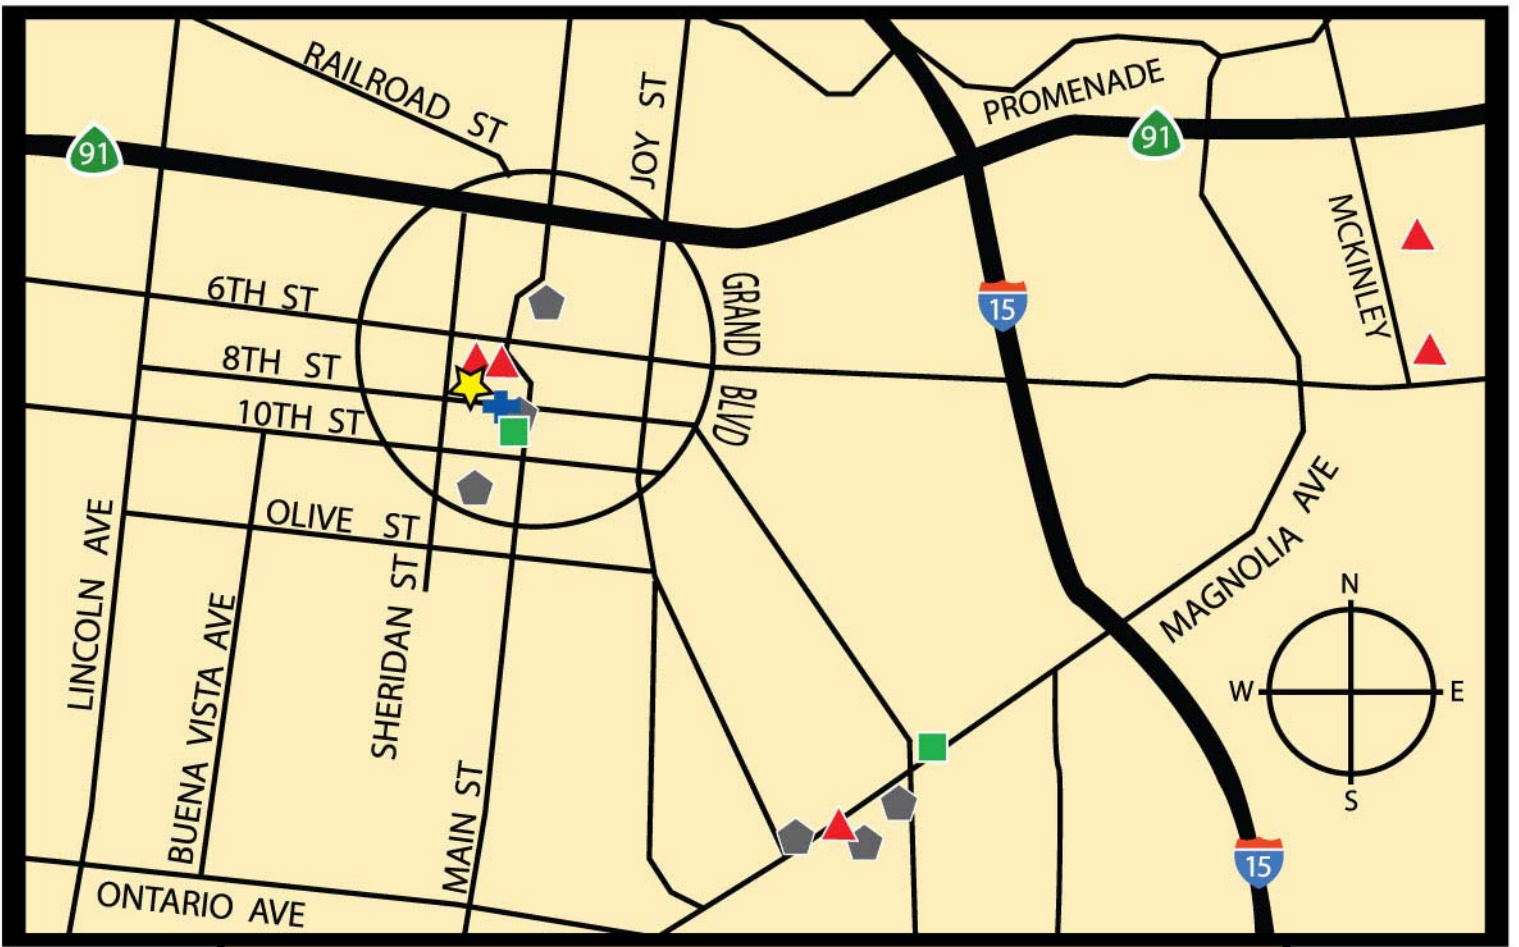 RAILROAD ST
JOY ST
PROMENADE
91
91
MCKINLEY
6TH ST
GRAND BLVD
15
8TH ST
10TH ST
OLIVE ST
LINCOLN AVE
BUENA VISTA AVE
SHERIDAN ST
MAIN ST
MAGNOLIA AVE
N
W
E
S
15
ONTARIO AVE